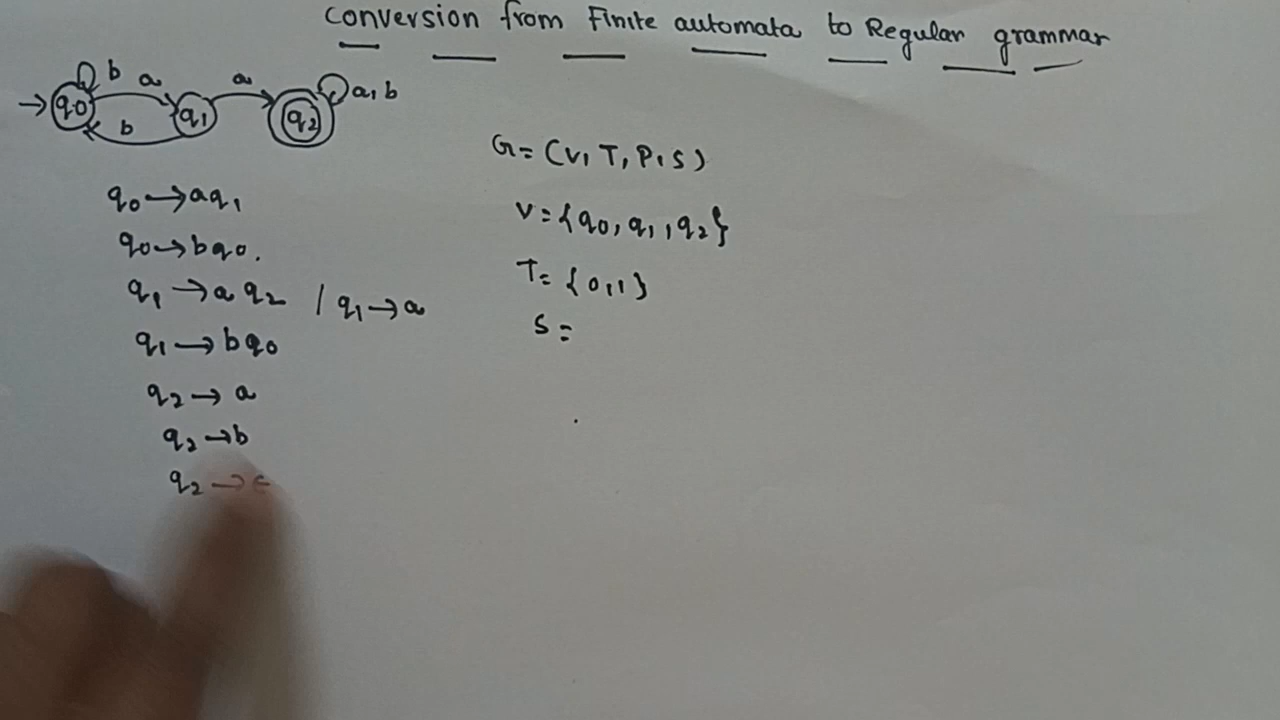 Conversion from Finite automata to Regular grammar
b a a a,b
q0 q1 q2
b
G = (V, T, P, S)
q0 → aq1
V = {q0, q1, q2}
q0 → bq0.
T = {0,1}
q1 → aq2 / q1 → a
S =
q1 → bq0
q2 → a
q2 → b
q2 →